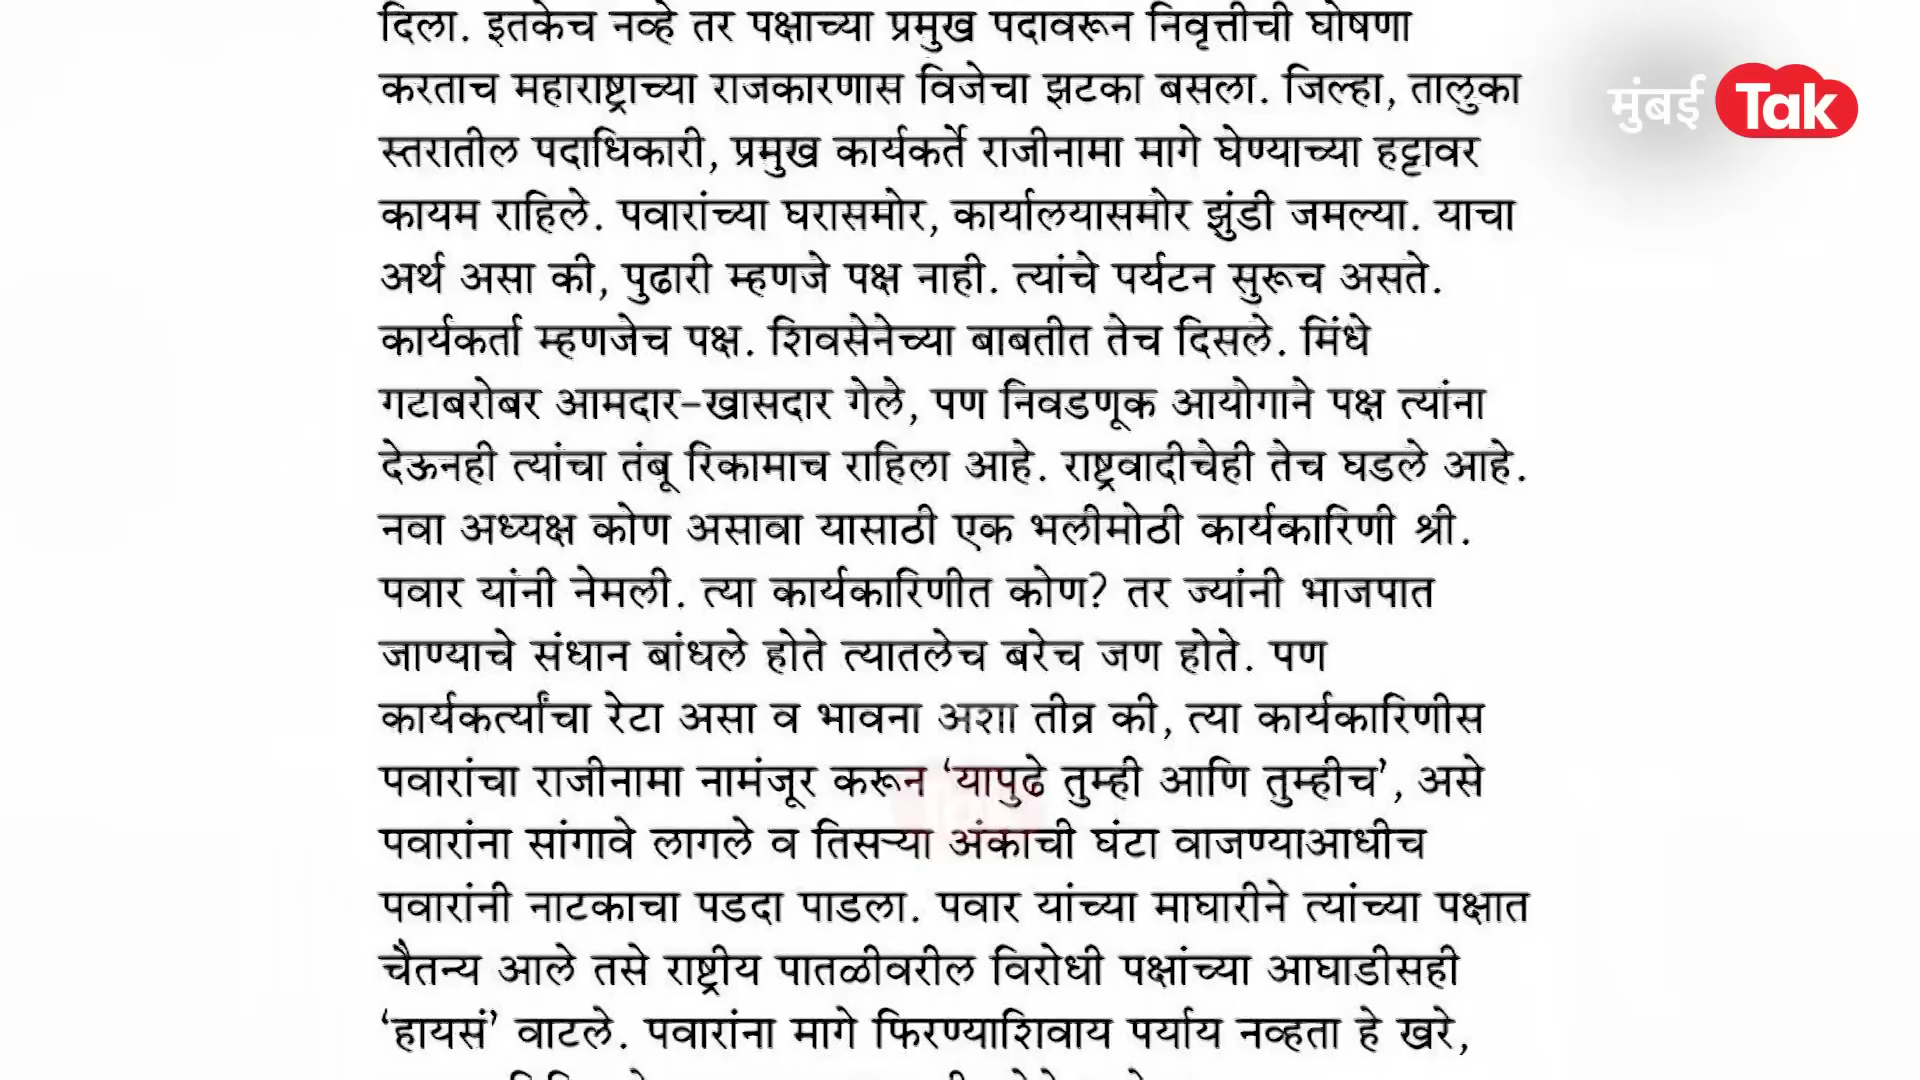 दिला. इतकेच नव्हे तर पक्षाच्या प्रमुख पदावरून निवृत्तीची घोषणा
करताच महाराष्ट्राच्या राजकारणास विजेचा झटका बसला. जिल्हा, तालुका
स्तरातील पदाधिकारी, प्रमुख कार्यकर्ते राजीनामा मागे घेण्याच्या हट्टावर
कायम राहिले. पवारांच्या घरासमोर, कार्यालयासमोर झुंडी जमल्या. याचा
अर्थ असा की, पुढारी म्हणजे पक्ष नाही. त्यांचे पर्यटन सुरूच असते.
कार्यकर्ता म्हणजेच पक्ष. शिवसेनेच्या बाबतीत तेच दिसले. मिंधे
गटाबरोबर आमदार-खासदार गेले, पण निवडणूक आयोगाने पक्ष त्यांना
देऊनही त्यांचा तंबू रिकामाच राहिला आहे. राष्ट्रवादीचेही तेच घडले आहे.
नवा अध्यक्ष कोण असावा यासाठी एक भलीमोठी कार्यकारिणी श्री.
पवार यांनी नेमली. त्या कार्यकारिणीत कोण? तर ज्यांनी भाजपात
जाण्याचे संधान बांधले होते त्यातलेच बरेच जण होते. पण
कार्यकर्त्यांचा रेटा असा व भावना अशा तीव्र की, त्या कार्यकारिणीस
पवारांचा राजीनामा नामंजूर करून ‘यापुढे तुम्ही आणि तुम्हीच’, असे
पवारांना सांगावे लागले व तिसऱ्या अंकाची घंटा वाजण्याआधीच
पवारांनी नाटकाचा पडदा पाडला. पवार यांच्या माघारीने त्यांच्या पक्षात
चैतन्य आले तसे राष्ट्रीय पातळीवरील विरोधी पक्षांच्या आघाडीसही
‘हायसं’ वाटले. पवारांना मागे फिरण्याशिवाय पर्याय नव्हता हे खरे,
मुंबई Tak